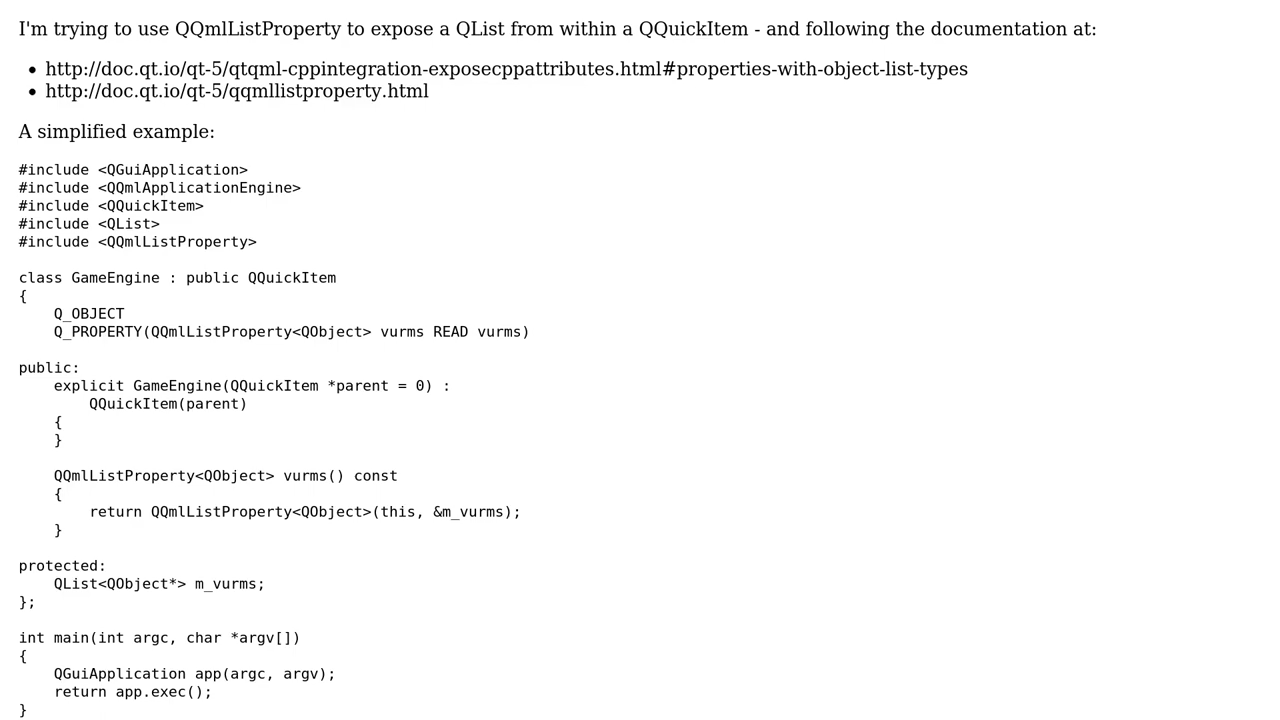 I'm trying to use QQmlListProperty to expose a QList from within a QQuickItem - and following the documentation at:
• http://doc.qt.io/qt-5/qtqml-cppintegration-exposecppattributes.html#properties-with-object-list-types
• http://doc.qt.io/qt-5/qqmllistproperty.html
A simplified example:
#include <QGuiApplication>
#include <QQmlApplicationEngine>
#include <QQuickItem>
#include <QList>
#include <QQmlListProperty>

class GameEngine : public QQuickItem
{
    Q_OBJECT
    Q_PROPERTY(QQmlListProperty<QObject> vurms READ vurms)

public:
    explicit GameEngine(QQuickItem *parent = 0) :
        QQuickItem(parent)
    {
    }

    QQmlListProperty<QObject> vurms() const
    {
        return QQmlListProperty<QObject>(this, &m_vurms);
    }

protected:
    QList<QObject*> m_vurms;
};

int main(int argc, char *argv[])
{
    QGuiApplication app(argc, argv);
    return app.exec();
}